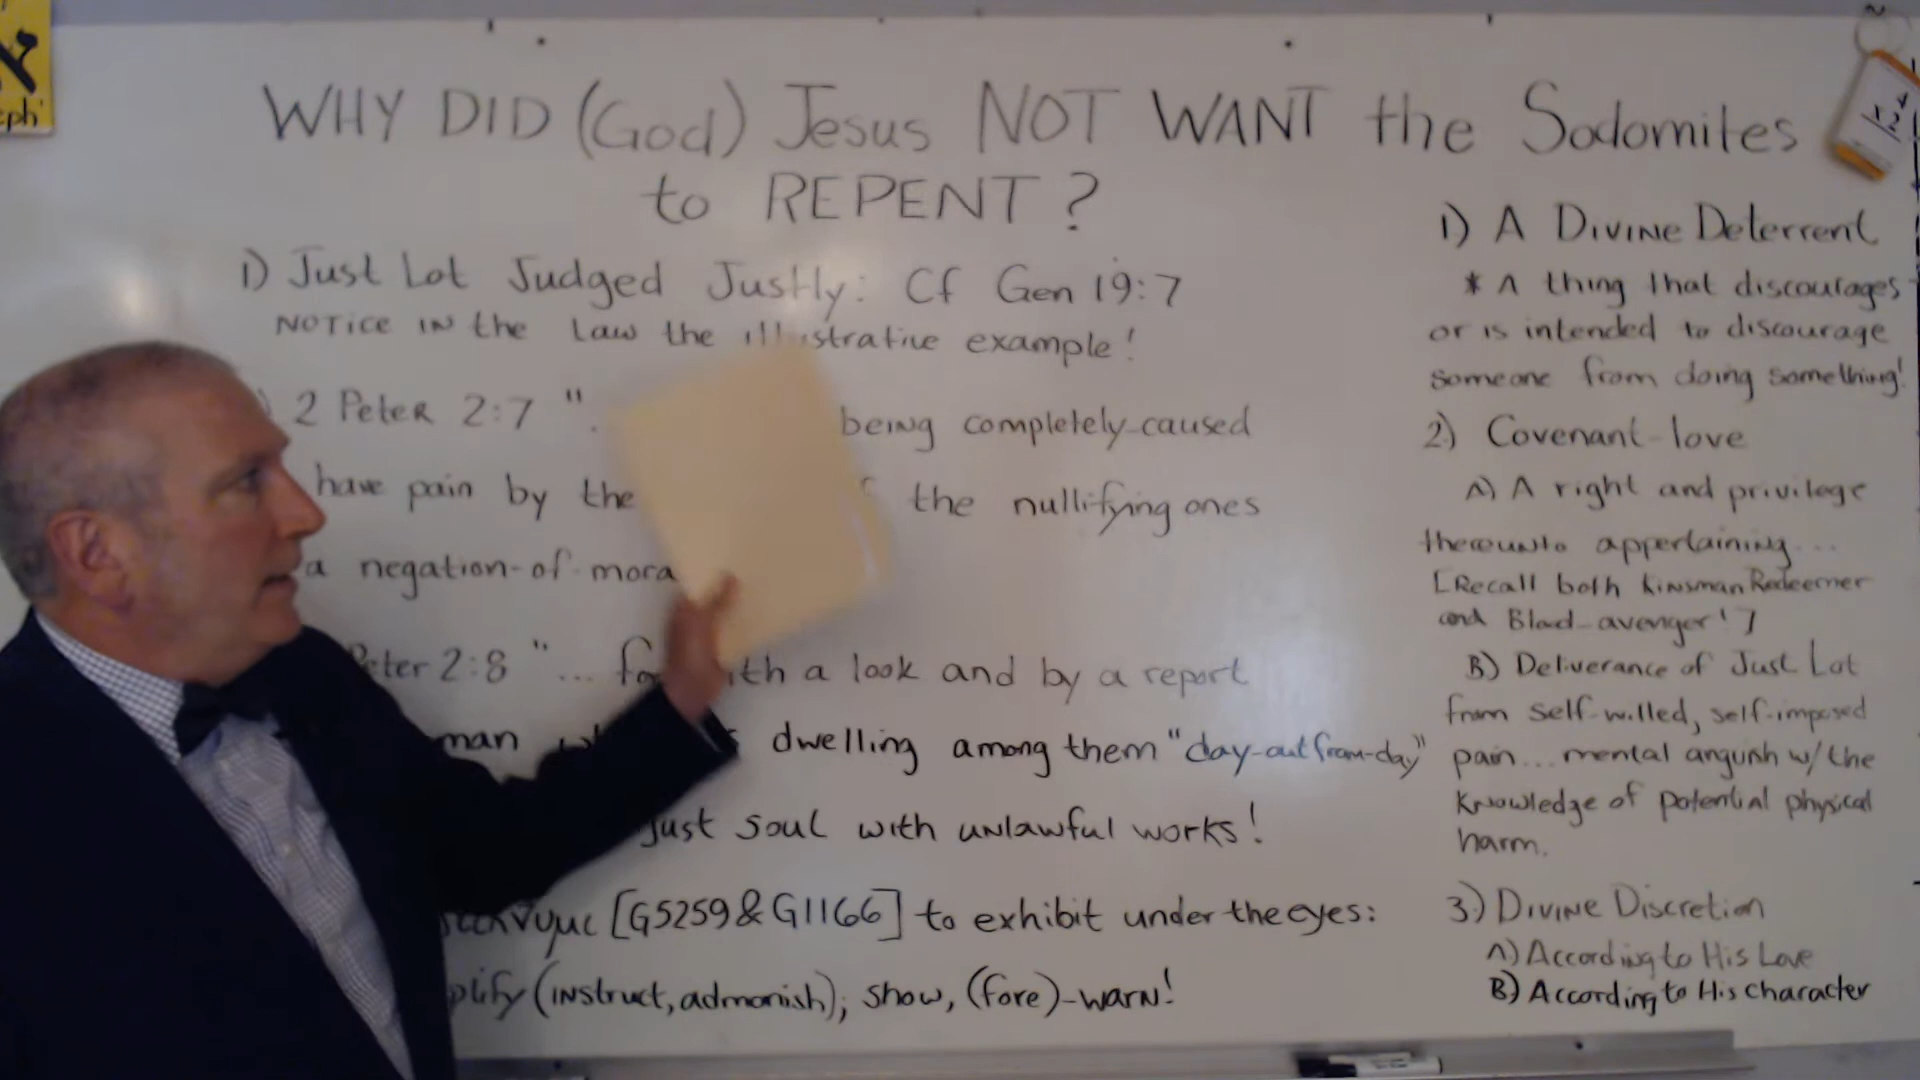 א
WHY DID (God) Jesus NOT WANT the Sodomites
to REPENT?
1) Just Lot Judged Justly: Cf Gen 19:7
NOTICE IN the Law the illustrative example!
2 Peter 2:7 "
being completely-caused
have pain by the
the nullifying ones
a negation-of-mora
Peter 2:8 "... for with a look and by a report
man
dwelling among them "day-out from-day"
just soul with unlawful works!
[G5259 & G1166] to exhibit under the eyes:
(instruct, admonish); show, (fore)-warn!
1) A Divine Deterrent
* A thing that discourages
or is intended to discourage
someone from doing something!
2) Covenant-love
A) A right and privilege
thereunto appertaining...
[Recall both Kinsman Redeemer
and Blood-avenger!]
B) Deliverance of Just Lot
from self-willed, self-imposed
pain... mental anguish w/ the
knowledge of potential physical
harm.
3) Divine Discretion
A) According to His Love
B) According to His character